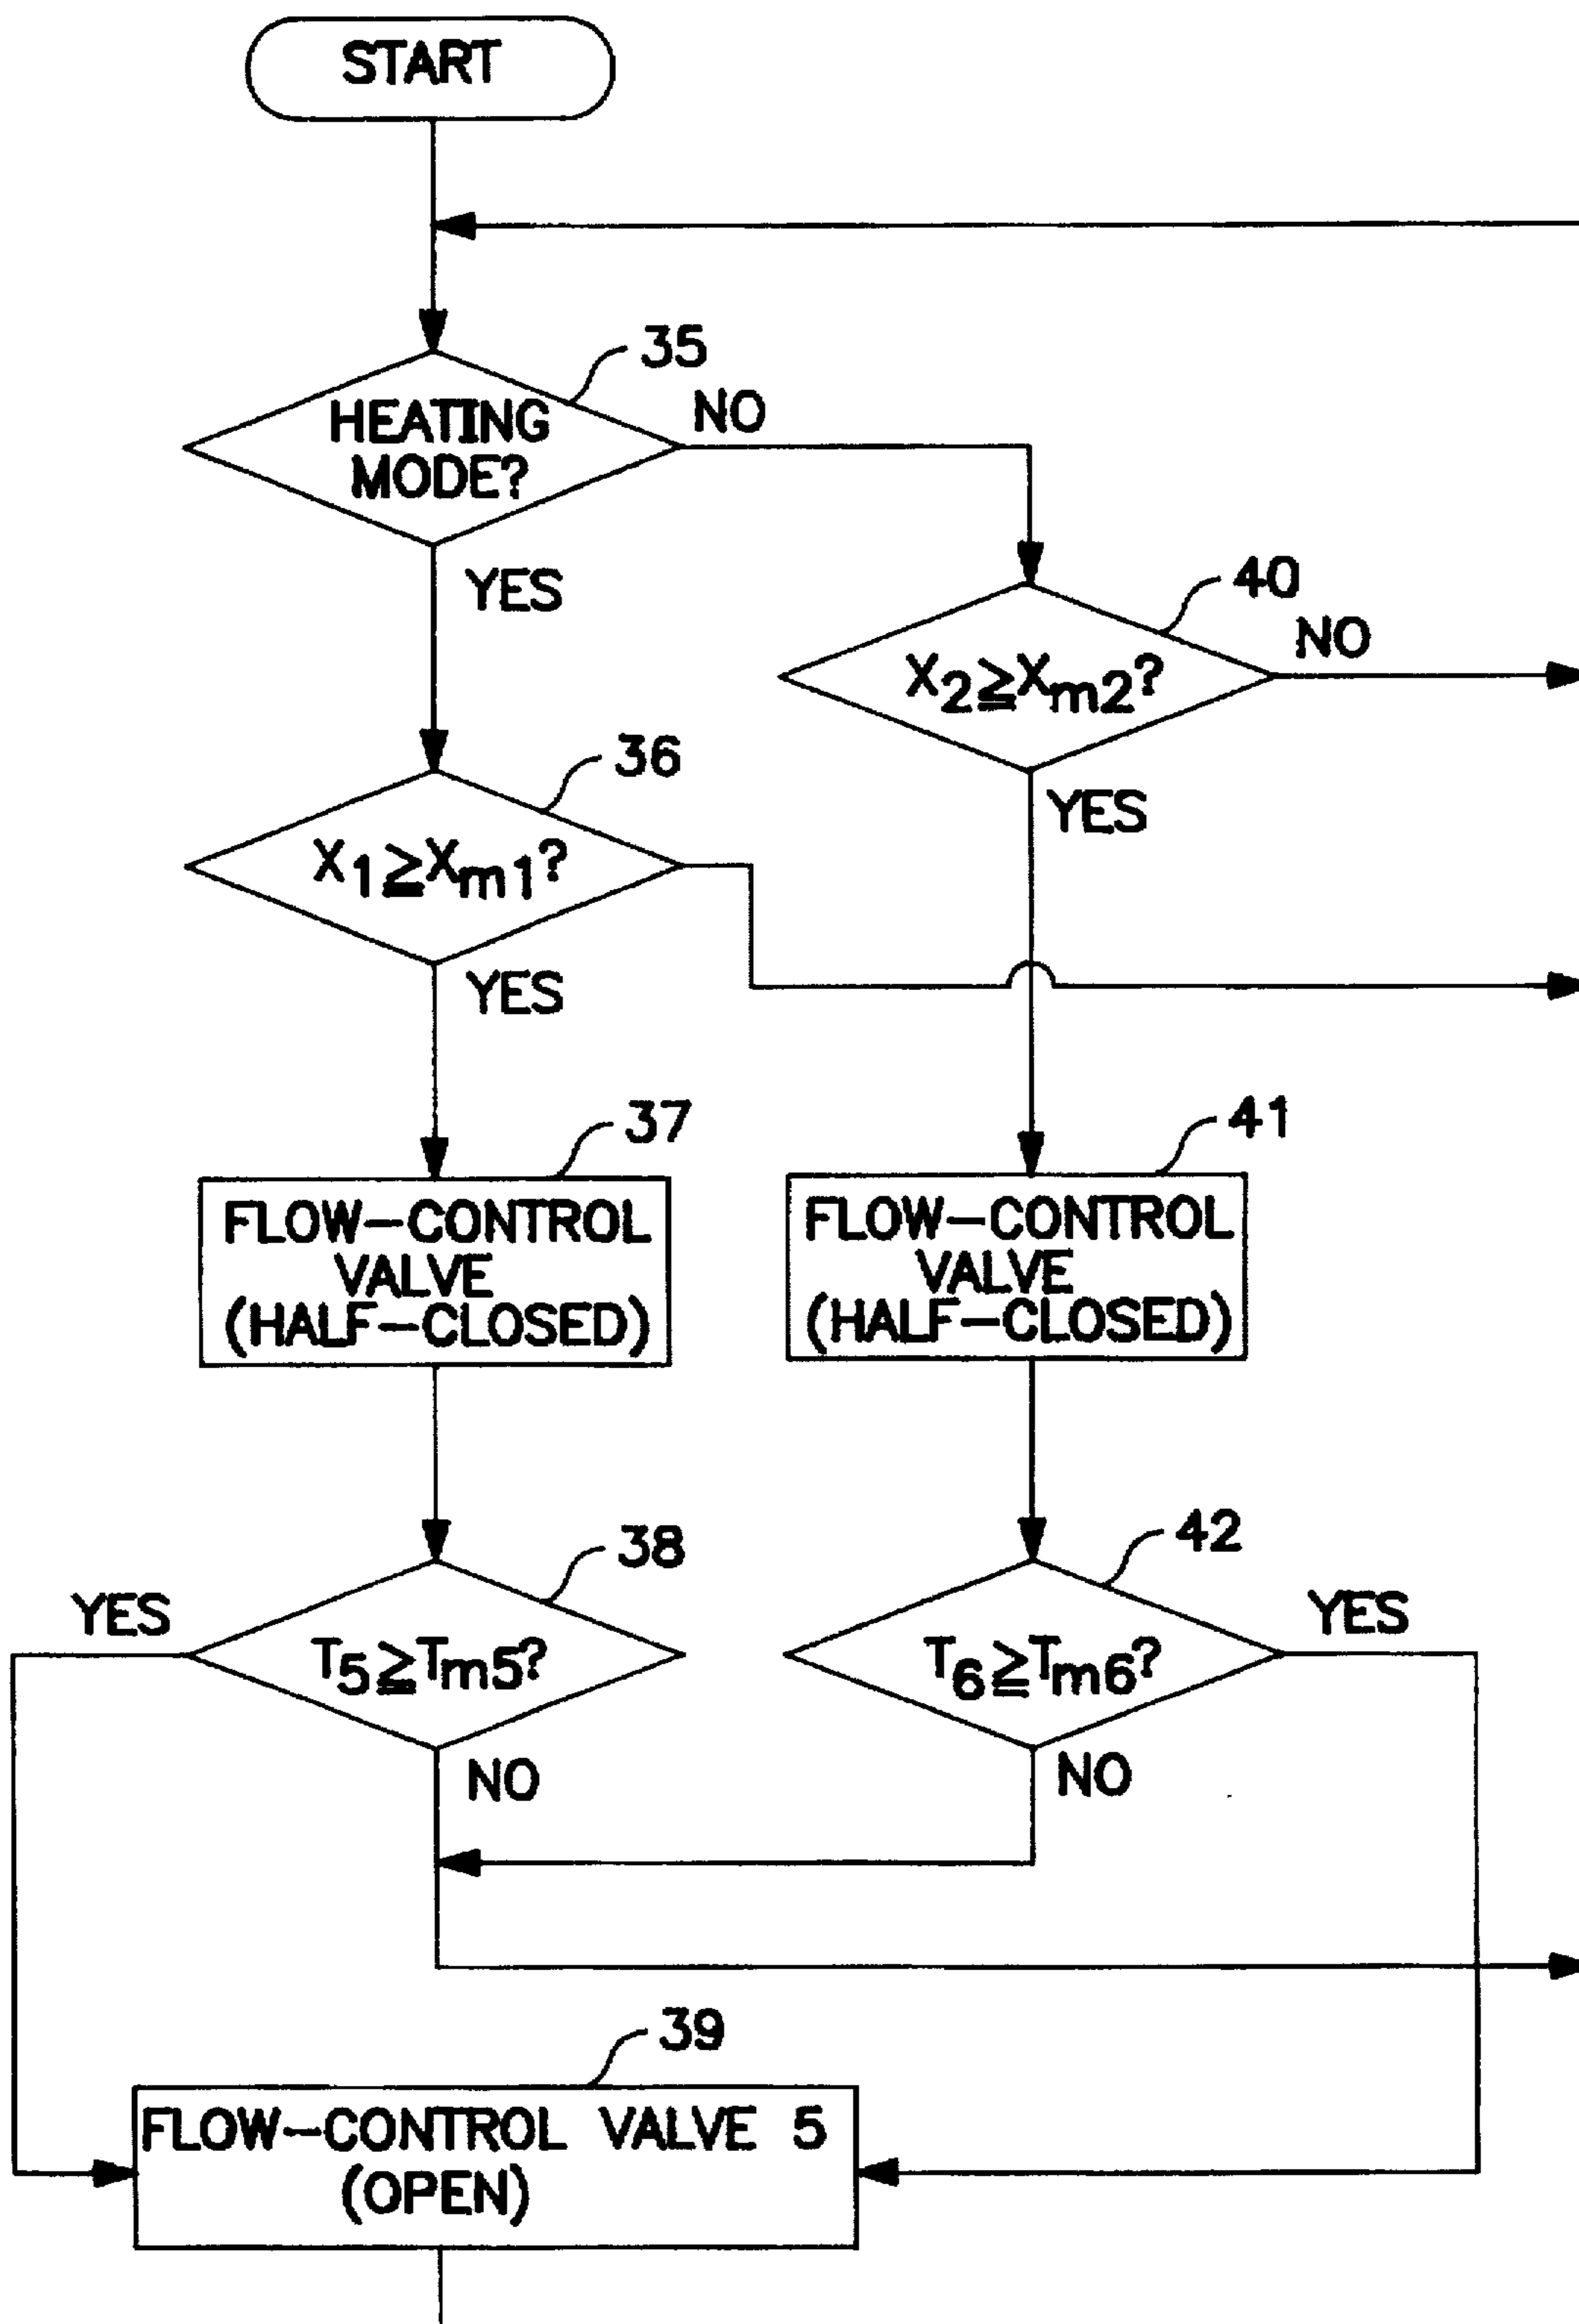 START
35
HEATING
MODE?
NO
YES
40
X2≧Xm2?
NO
YES
36
X1≧Xm1?
YES
37
FLOW-CONTROL
VALVE
(HALF-CLOSED)
41
FLOW-CONTROL
VALVE
(HALF-CLOSED)
38
YES
T5≧Tm5?
NO
42
YES
T6≧Tm6?
NO
39
FLOW-CONTROL VALVE 5
(OPEN)